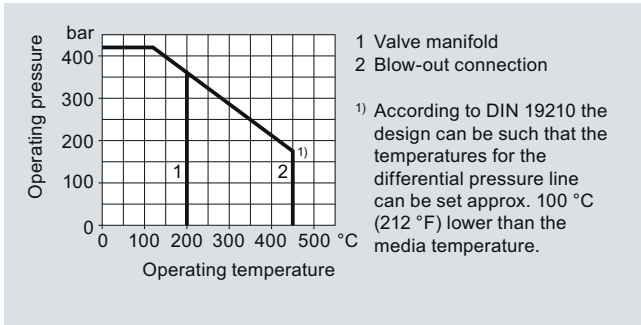 bar
400
300
200
100
0
Operating pressure
1
2
1)
0 100 200 300 400 500 °C
Operating temperature
1 Valve manifold
2 Blow-out connection
1) According to DIN 19210 the
design can be such that the
temperatures for the
differential pressure line
can be set approx. 100 °C
(212 °F) lower than the
media temperature.